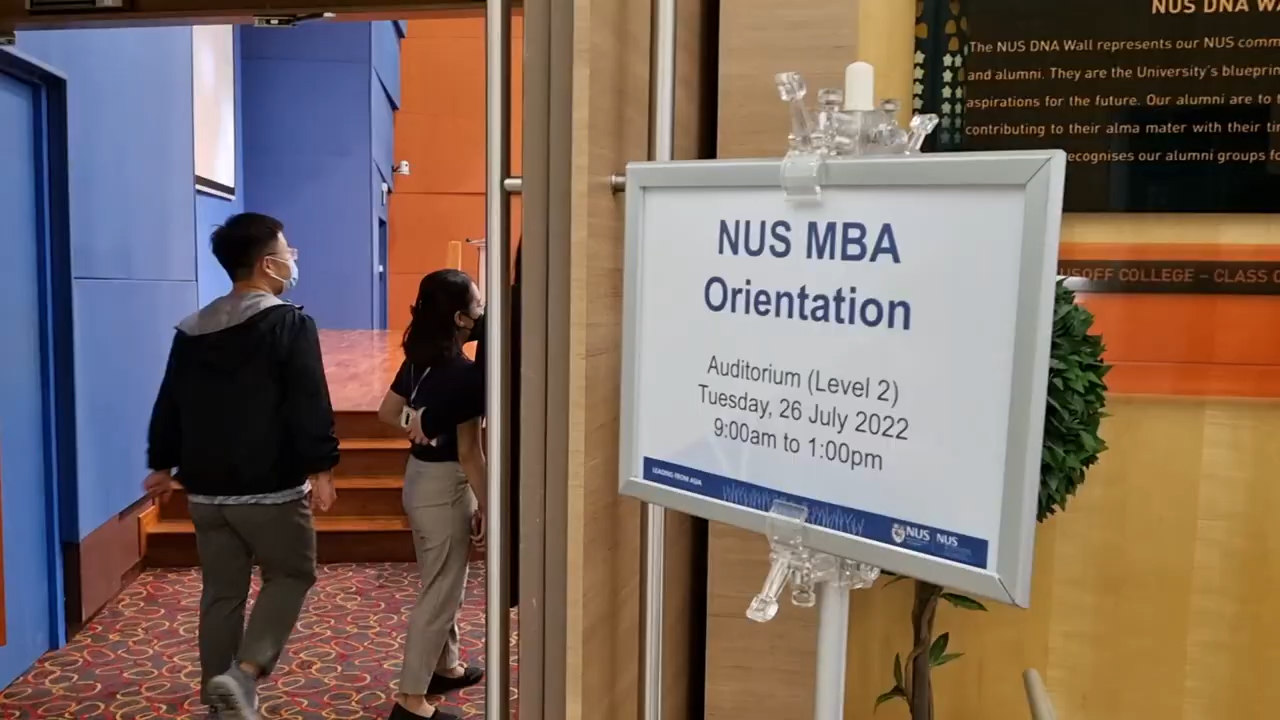 NUS MBA
Orientation
Auditorium (Level 2)
Tuesday, 26 July 2022
9:00am to 1:00pm
LEADING FROM ASIA
NUS
NUS
NUS DNA WA
The NUS DNA Wall represents our NUS comm
and alumni. They are the University's blueprin
aspirations for the future. Our alumni are to
contributing to their alma mater with their ti
ecognises our alumni groups fo
USOFF COLLEGE – CLASS O